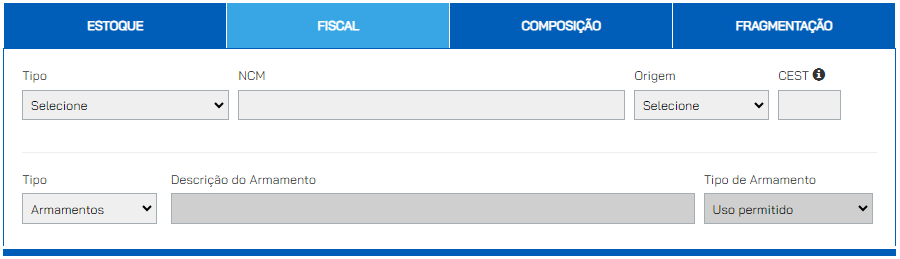 ESTOQUE FISCAL COMPOSIÇÃO FRAGMENTAÇÃO
Tipo NCM Origem CEST
Selecione Selecione
Tipo Descrição do Armamento Tipo de Armamento
Armamentos Uso permitido